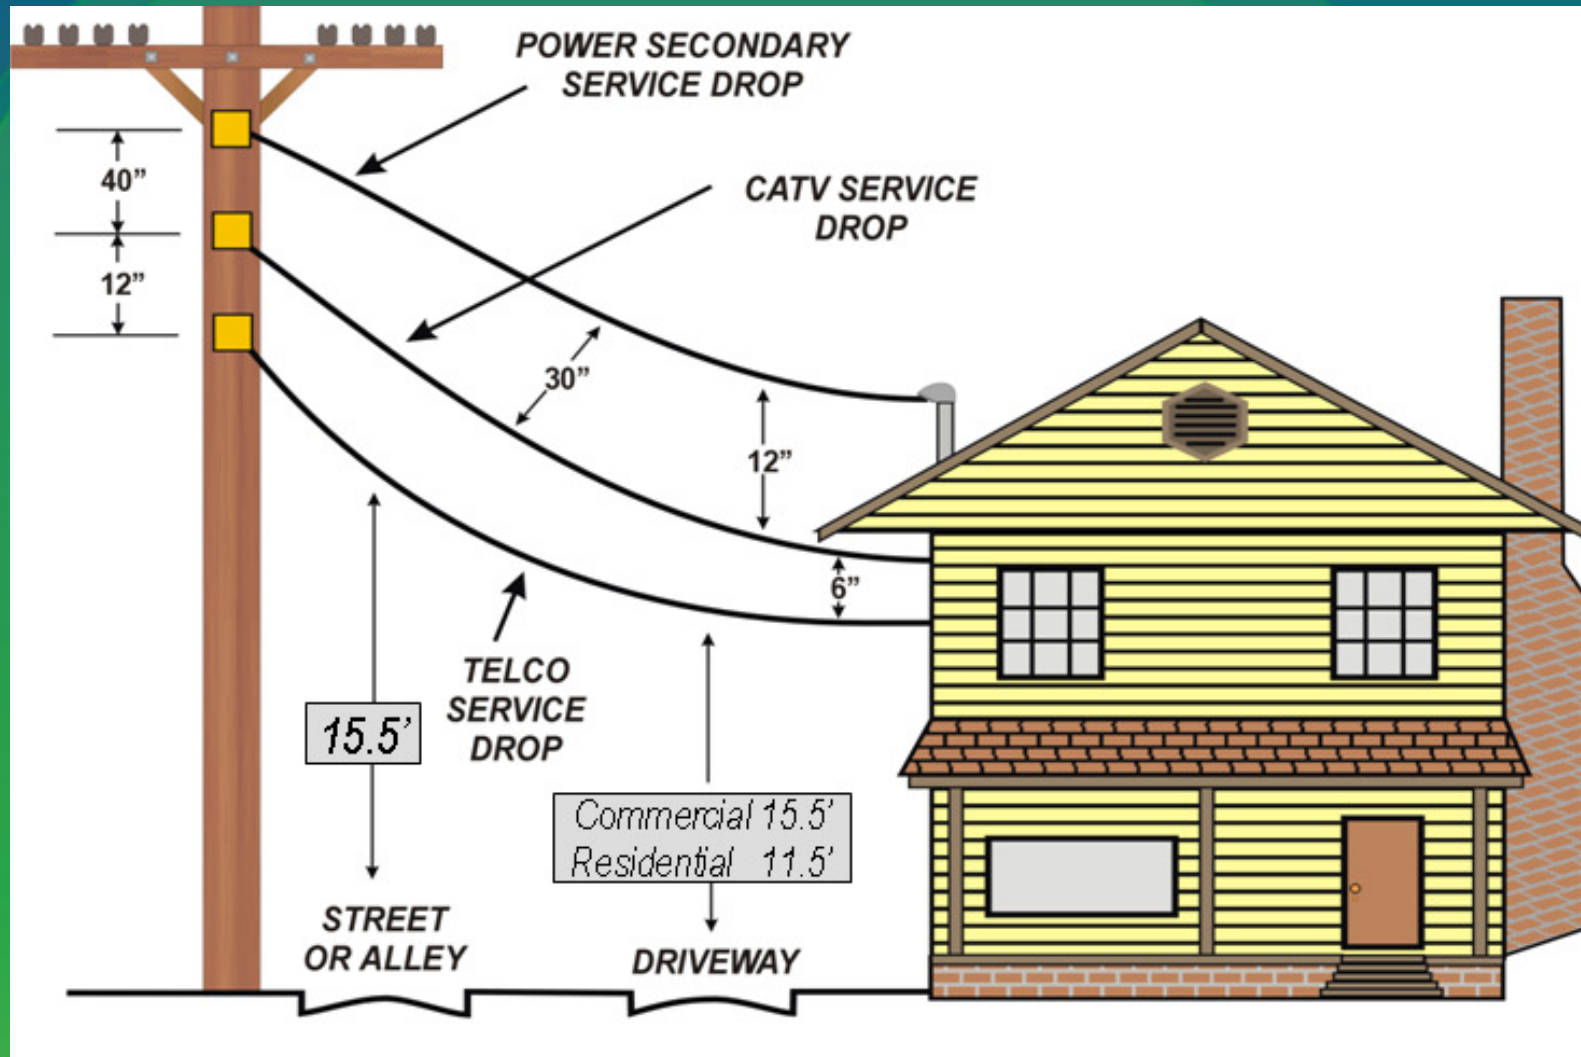 POWER SECONDARY
SERVICE DROP
40”
CATV SERVICE
DROP
12”
30”
12”
6”
TELCO
SERVICE
DROP
15.5’
Commercial 15.5’
Residential 11.5’
STREET
OR ALLEY
DRIVEWAY